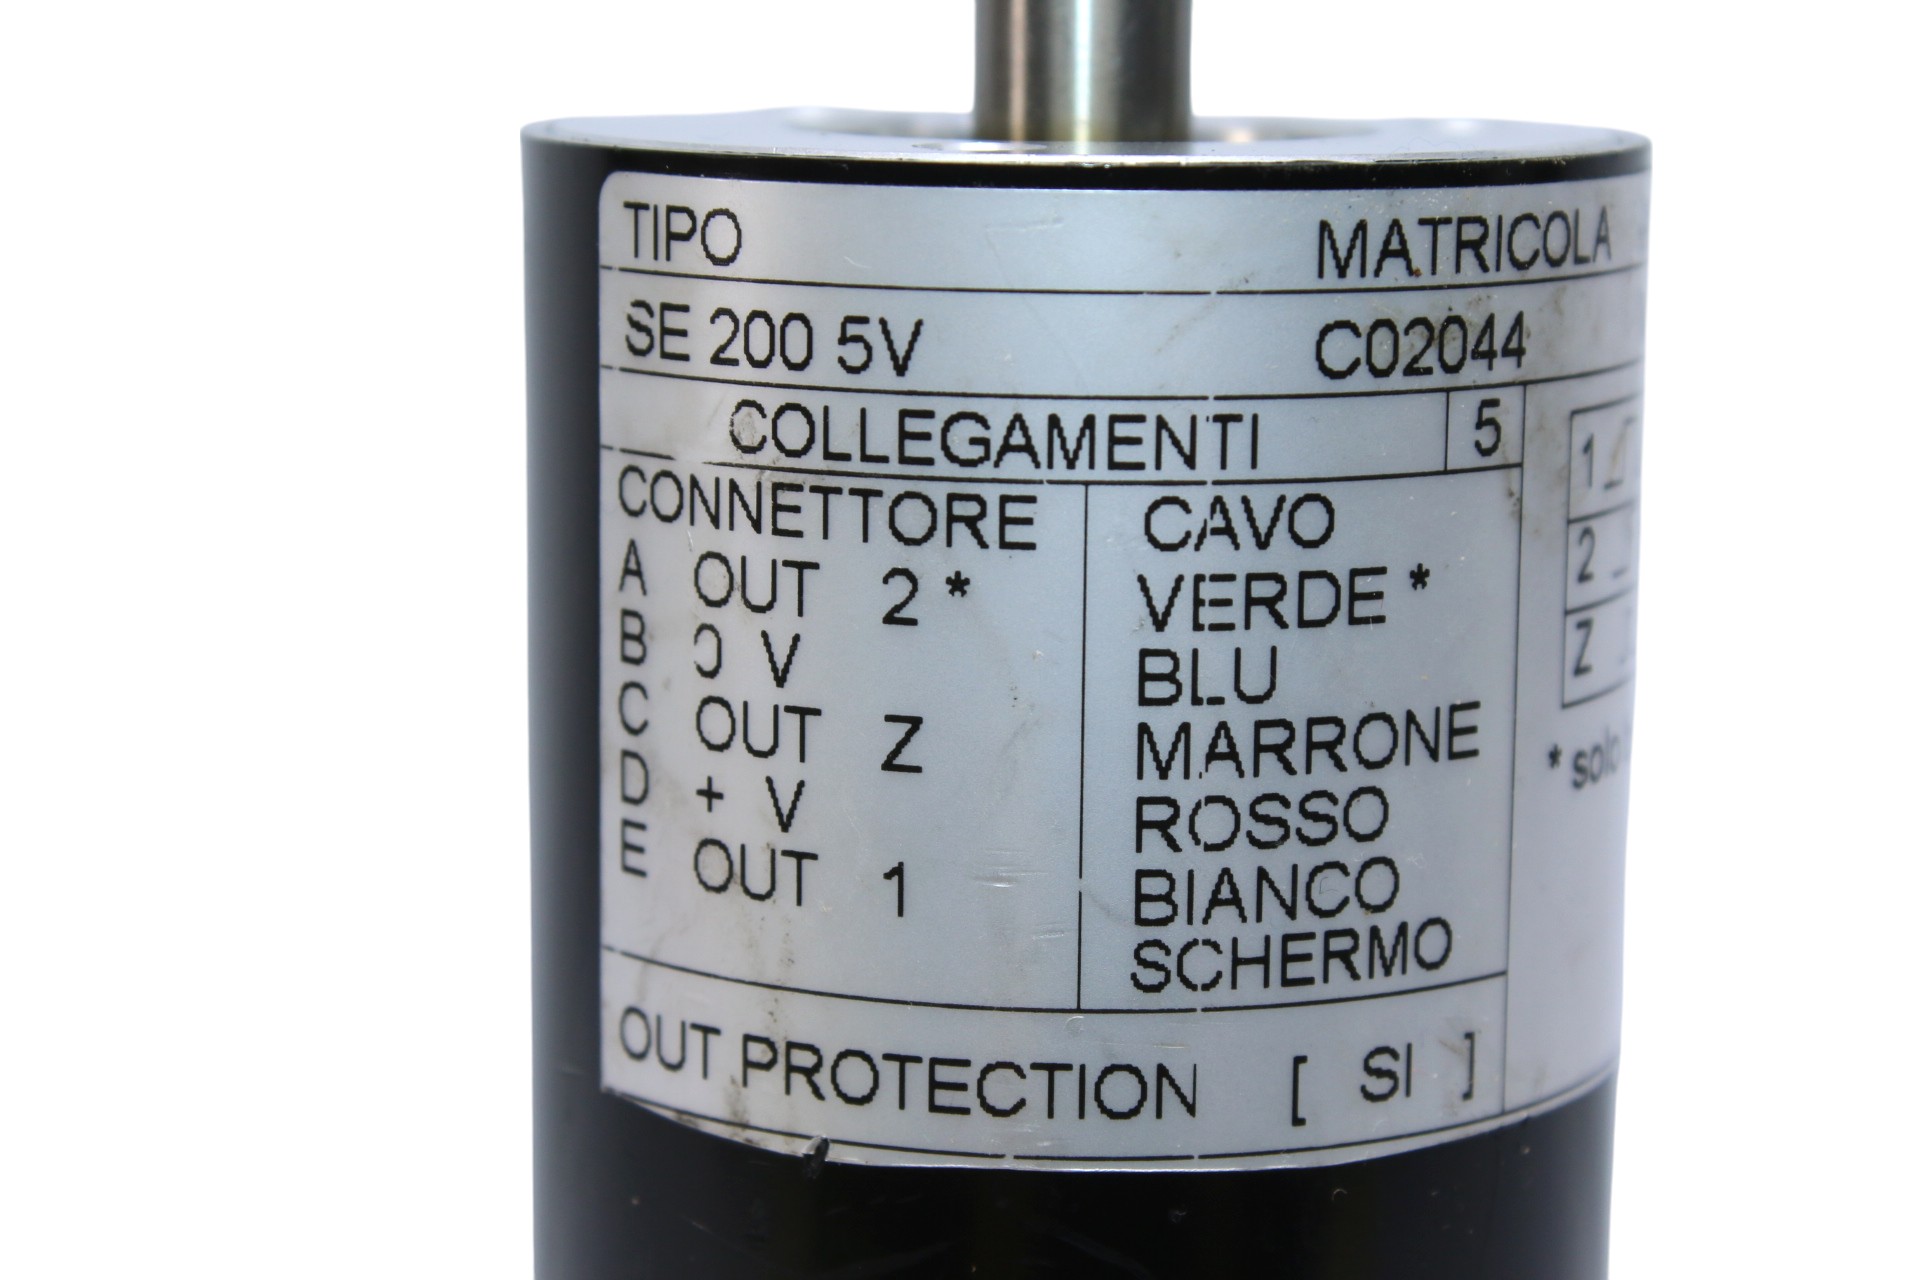 TIPO MATRICOLA
SE 200 5V C02044
COLLEGAMENTI 5
CONNETTORE CAVO
A OUT 2 * VERDE *
B 0 V BLU
C OUT Z MARRONE
D + V ROSSO
E OUT 1 BIANCO
SCHERMO
OUT PROTECTION [ SI ]
1
2
Z
* solo